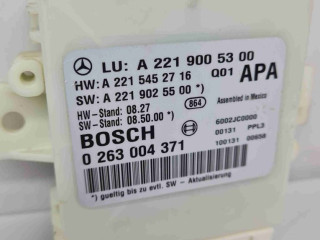 LU: A 221 900 53 00
HW: A 221 545 27 16 Q01 APA
SW: A 221 902 55 00 *)
HW-Stand: 08.27 864 Assembled in Mexico
SW-Stand: 08.50.00 *)
BOSCH 6002JC0000
00131 PPL3
0 263 004 371 100131 00658
*) gueltig bis zu evtl. SW - Aktualisierung